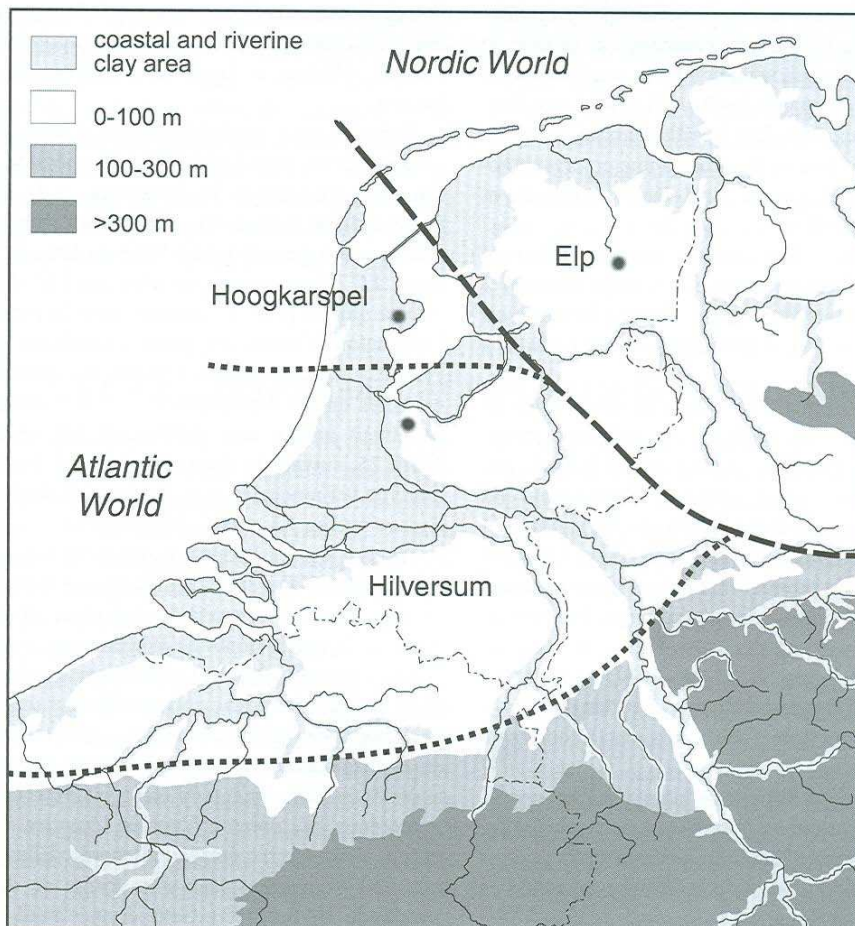 coastal and riverine
clay area
0-100 m
100-300 m
>300 m
Nordic World
Elp
Hoogkarspel
Atlantic
World
Hilversum